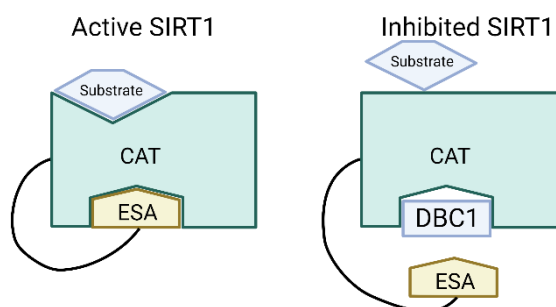 Active SIRT1
Inhibited SIRT1
Substrate
Substrate
CAT
CAT
ESA
DBC1
ESA